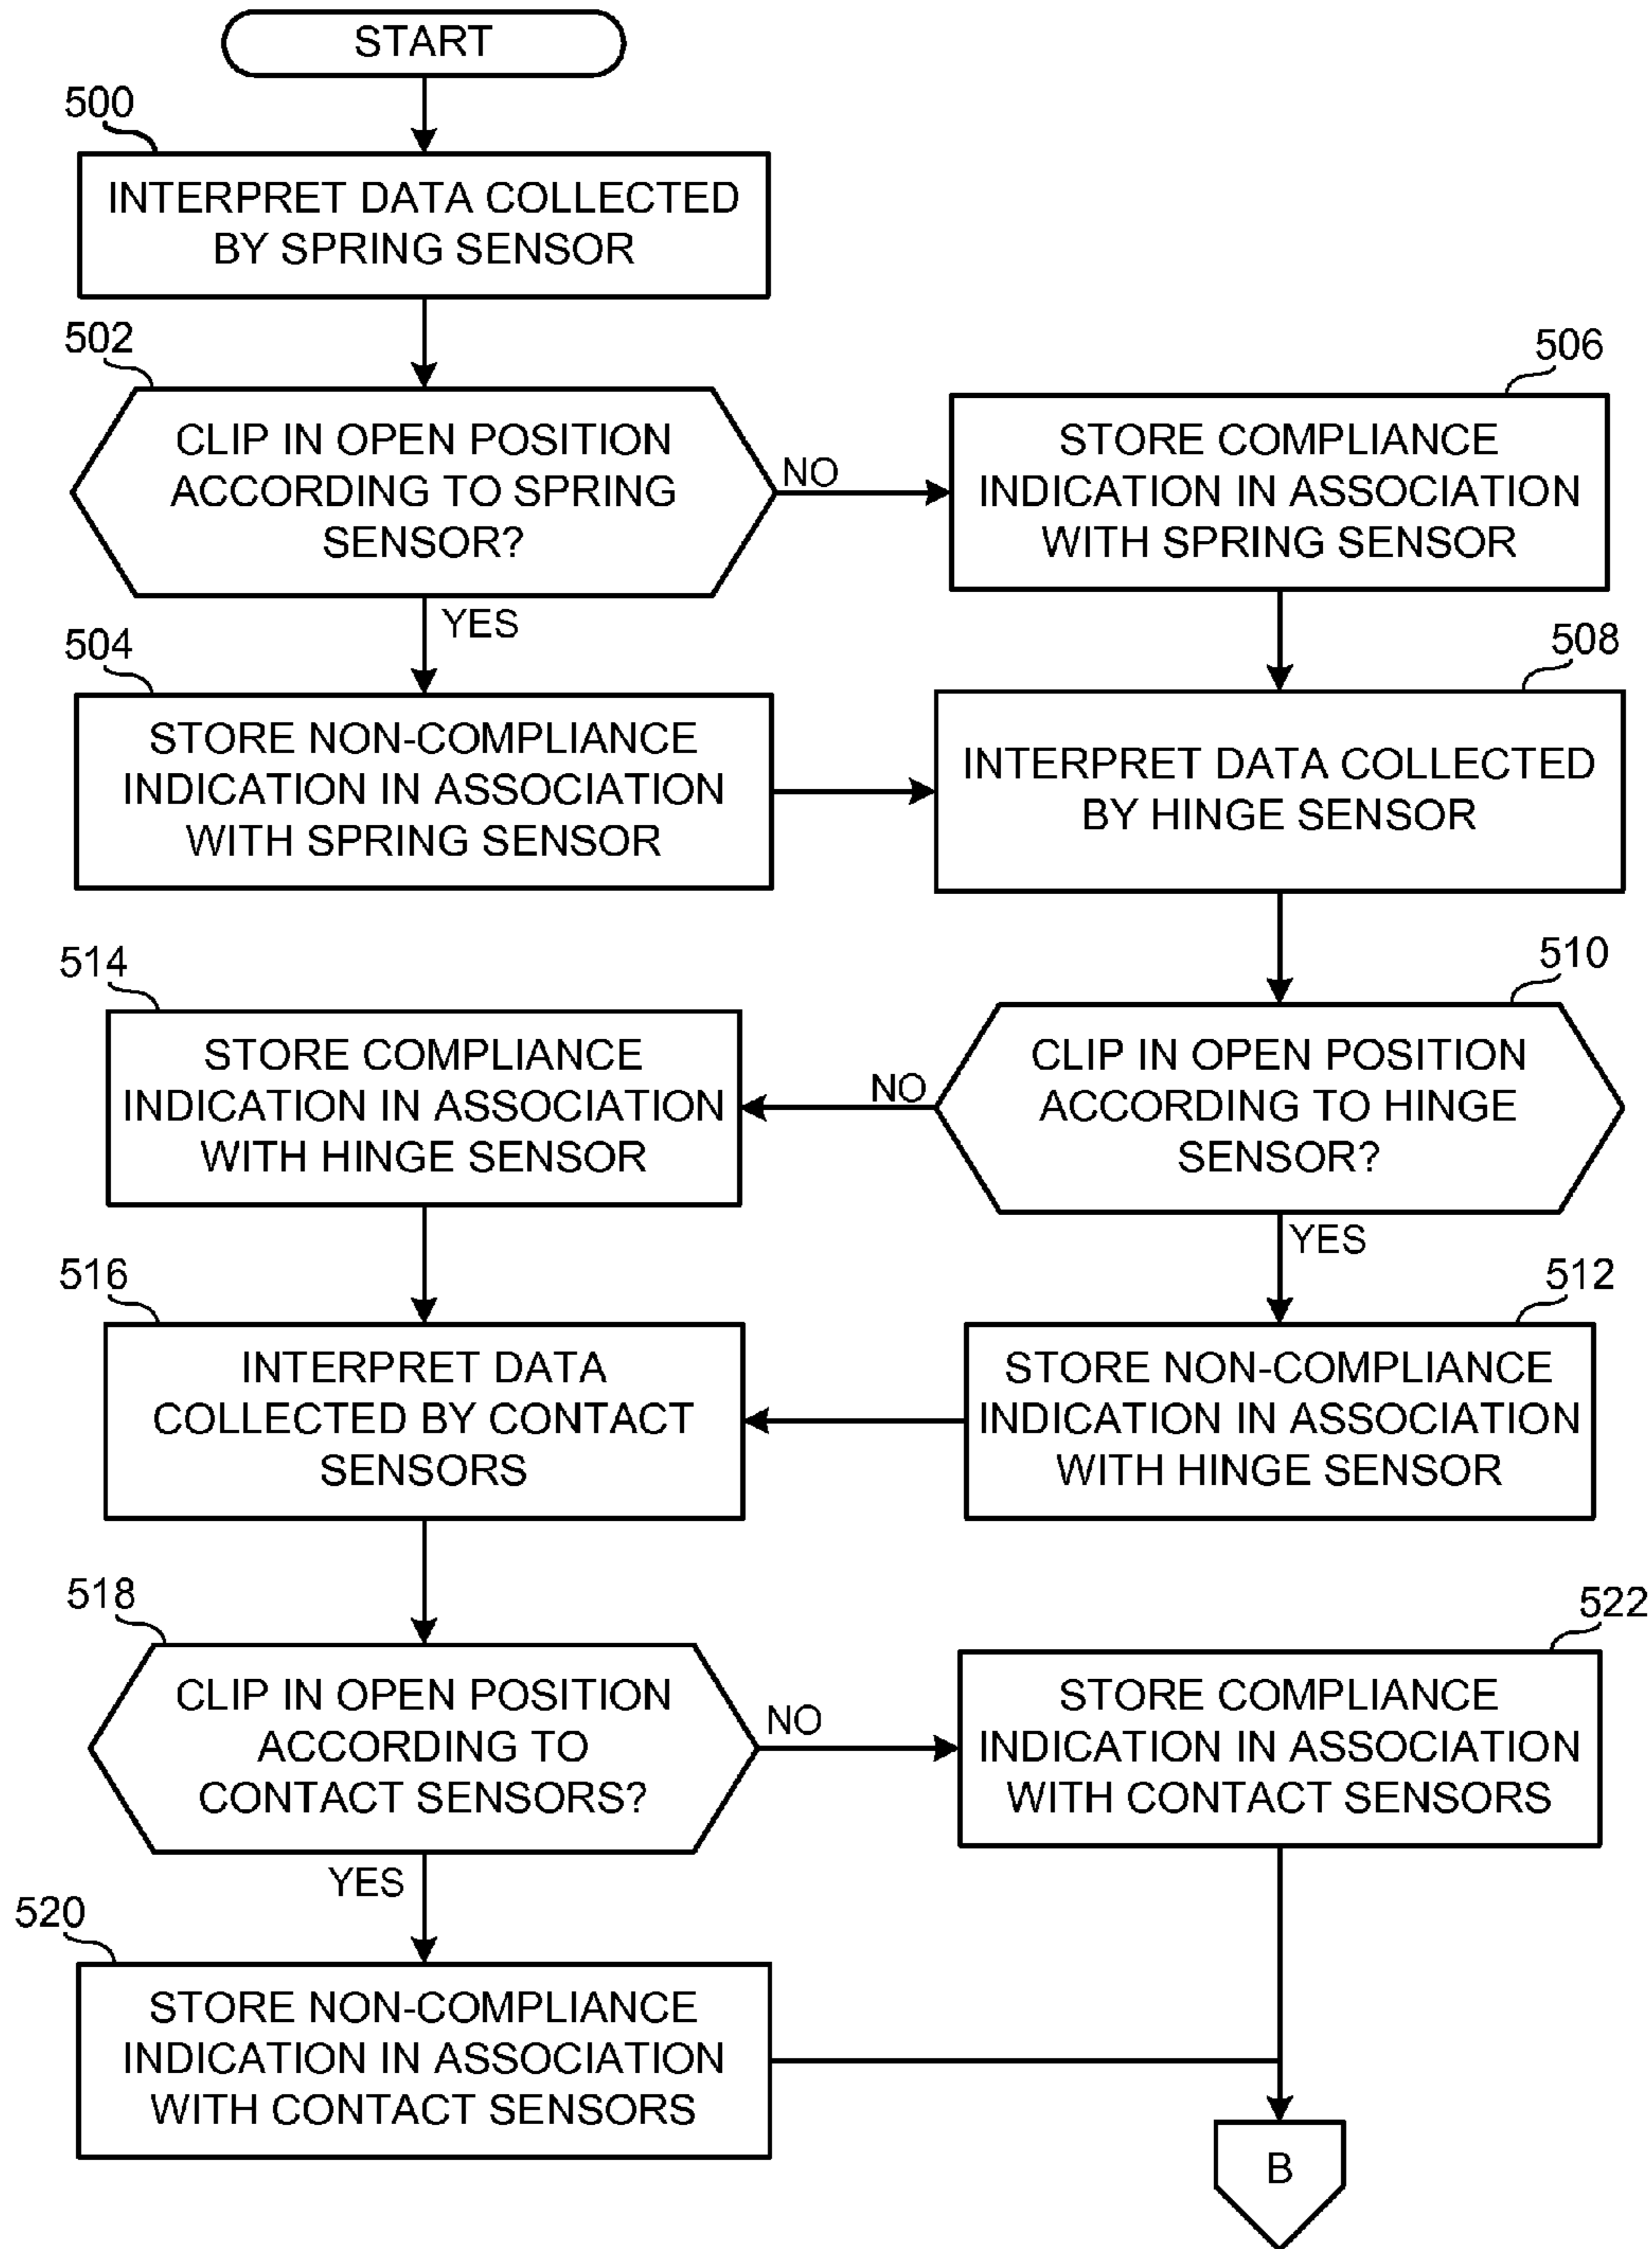 START
500
INTERPRET DATA COLLECTED
BY SPRING SENSOR
502
CLIP IN OPEN POSITION
ACCORDING TO SPRING
SENSOR?
NO
YES
506
STORE COMPLIANCE
INDICATION IN ASSOCIATION
WITH SPRING SENSOR
504
STORE NON-COMPLIANCE
INDICATION IN ASSOCIATION
WITH SPRING SENSOR
508
INTERPRET DATA COLLECTED
BY HINGE SENSOR
510
CLIP IN OPEN POSITION
ACCORDING TO HINGE
SENSOR?
NO
YES
514
STORE COMPLIANCE
INDICATION IN ASSOCIATION
WITH HINGE SENSOR
512
STORE NON-COMPLIANCE
INDICATION IN ASSOCIATION
WITH HINGE SENSOR
516
INTERPRET DATA
COLLECTED BY CONTACT
SENSORS
518
CLIP IN OPEN POSITION
ACCORDING TO
CONTACT SENSORS?
NO
YES
522
STORE COMPLIANCE
INDICATION IN ASSOCIATION
WITH CONTACT SENSORS
520
STORE NON-COMPLIANCE
INDICATION IN ASSOCIATION
WITH CONTACT SENSORS
B